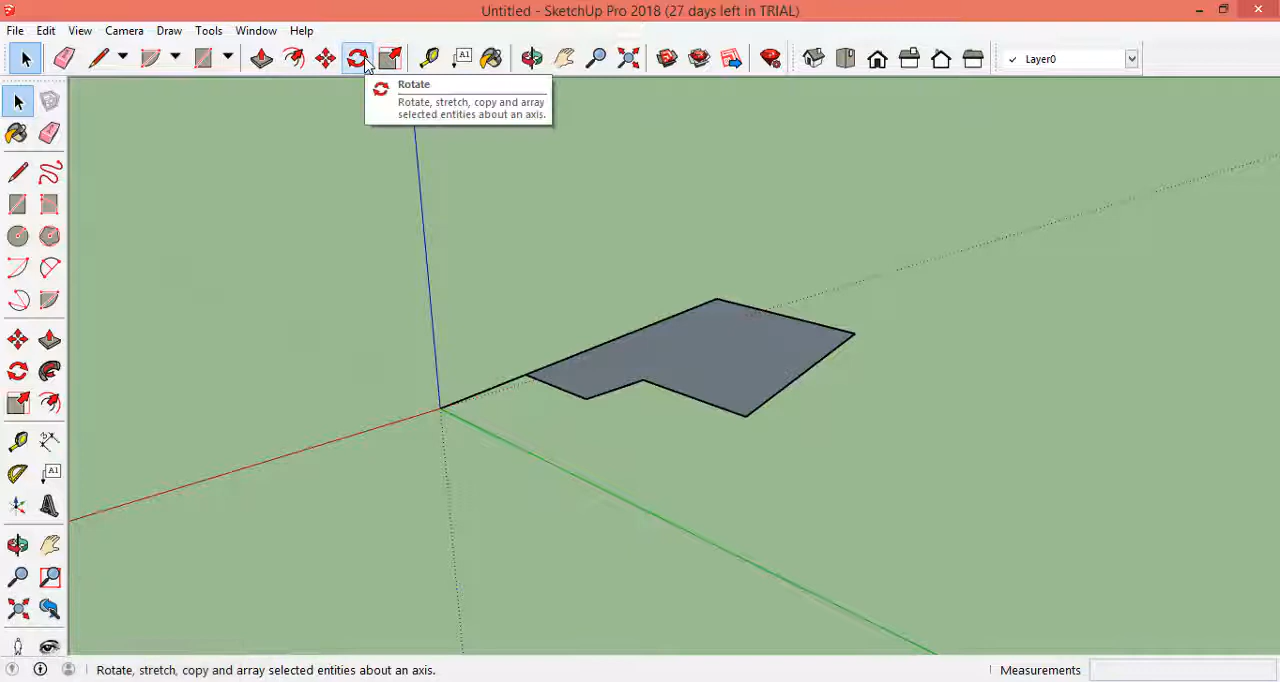 Untitled - SketchUp Pro 2018 (27 days left in TRIAL)
File Edit View Camera Draw Tools Window Help
A1
✓ Layer0
Rotate
Rotate, stretch, copy and array
selected entities about an axis.
A1
Rotate, stretch, copy and array selected entities about an axis.
Measurements